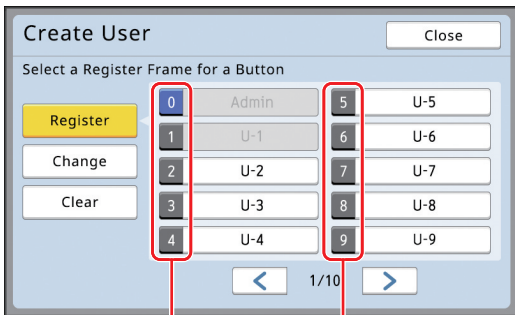 Create User
Close
Select a Register Frame for a Button
Register
Change
Clear
0 Admin
1 U-1
2 U-2
3 U-3
4 U-4
5 U-5
6 U-6
7 U-7
8 U-8
9 U-9
< 1/10 >